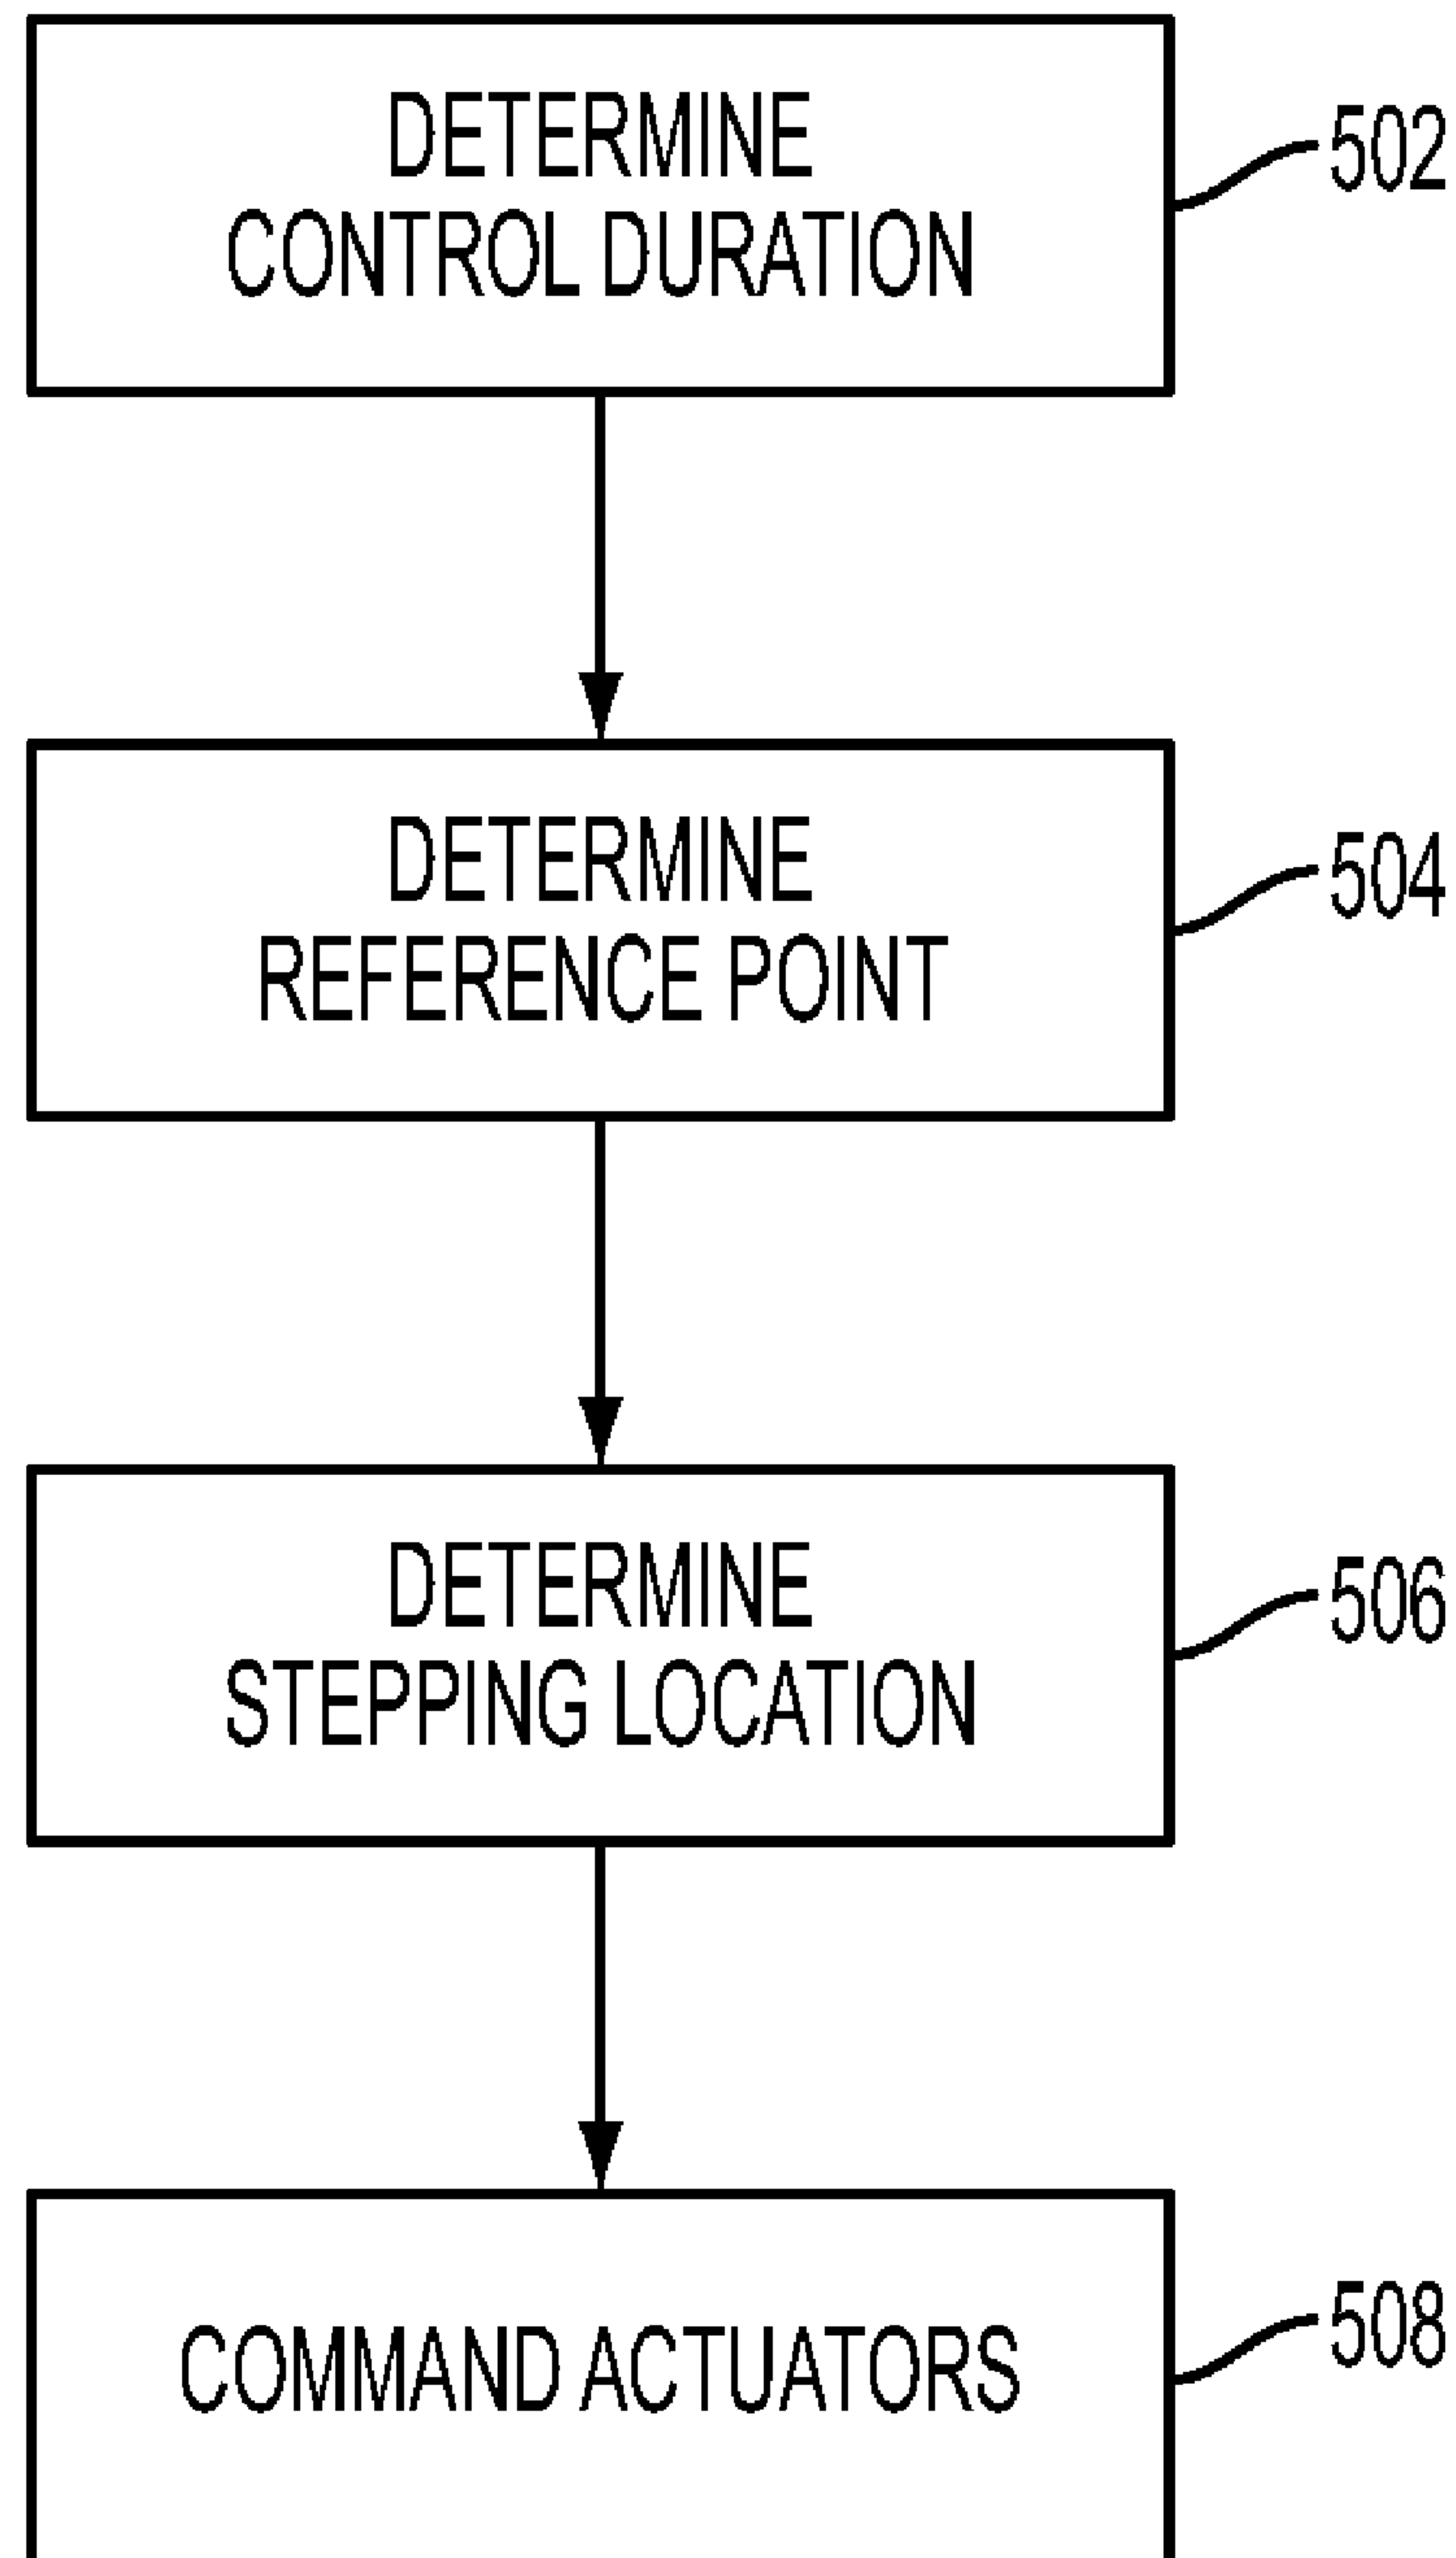 DETERMINE
CONTROL DURATION
502
DETERMINE
REFERENCE POINT
504
DETERMINE
STEPPING LOCATION
506
COMMAND ACTUATORS
508